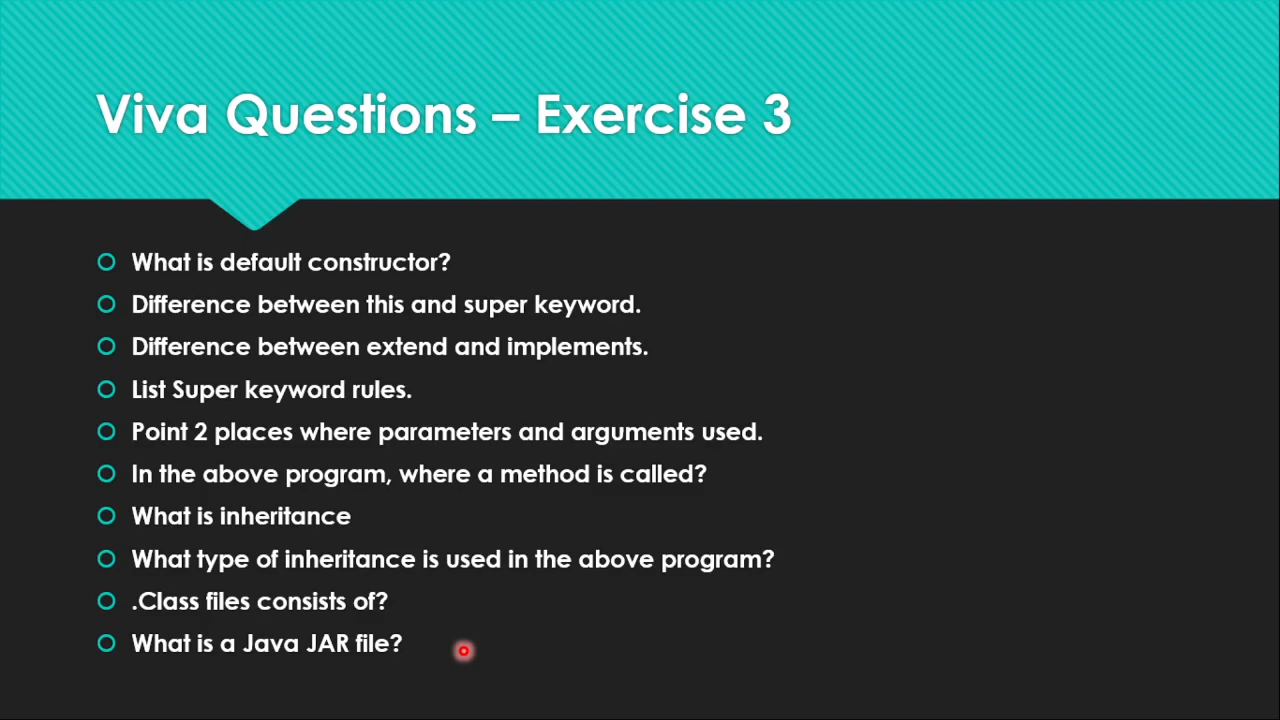 Viva Questions – Exercise 3
What is default constructor?
Difference between this and super keyword.
Difference between extend and implements.
List Super keyword rules.
Point 2 places where parameters and arguments used.
In the above program, where a method is called?
What is inheritance
What type of inheritance is used in the above program?
.Class files consists of?
What is a Java JAR file?